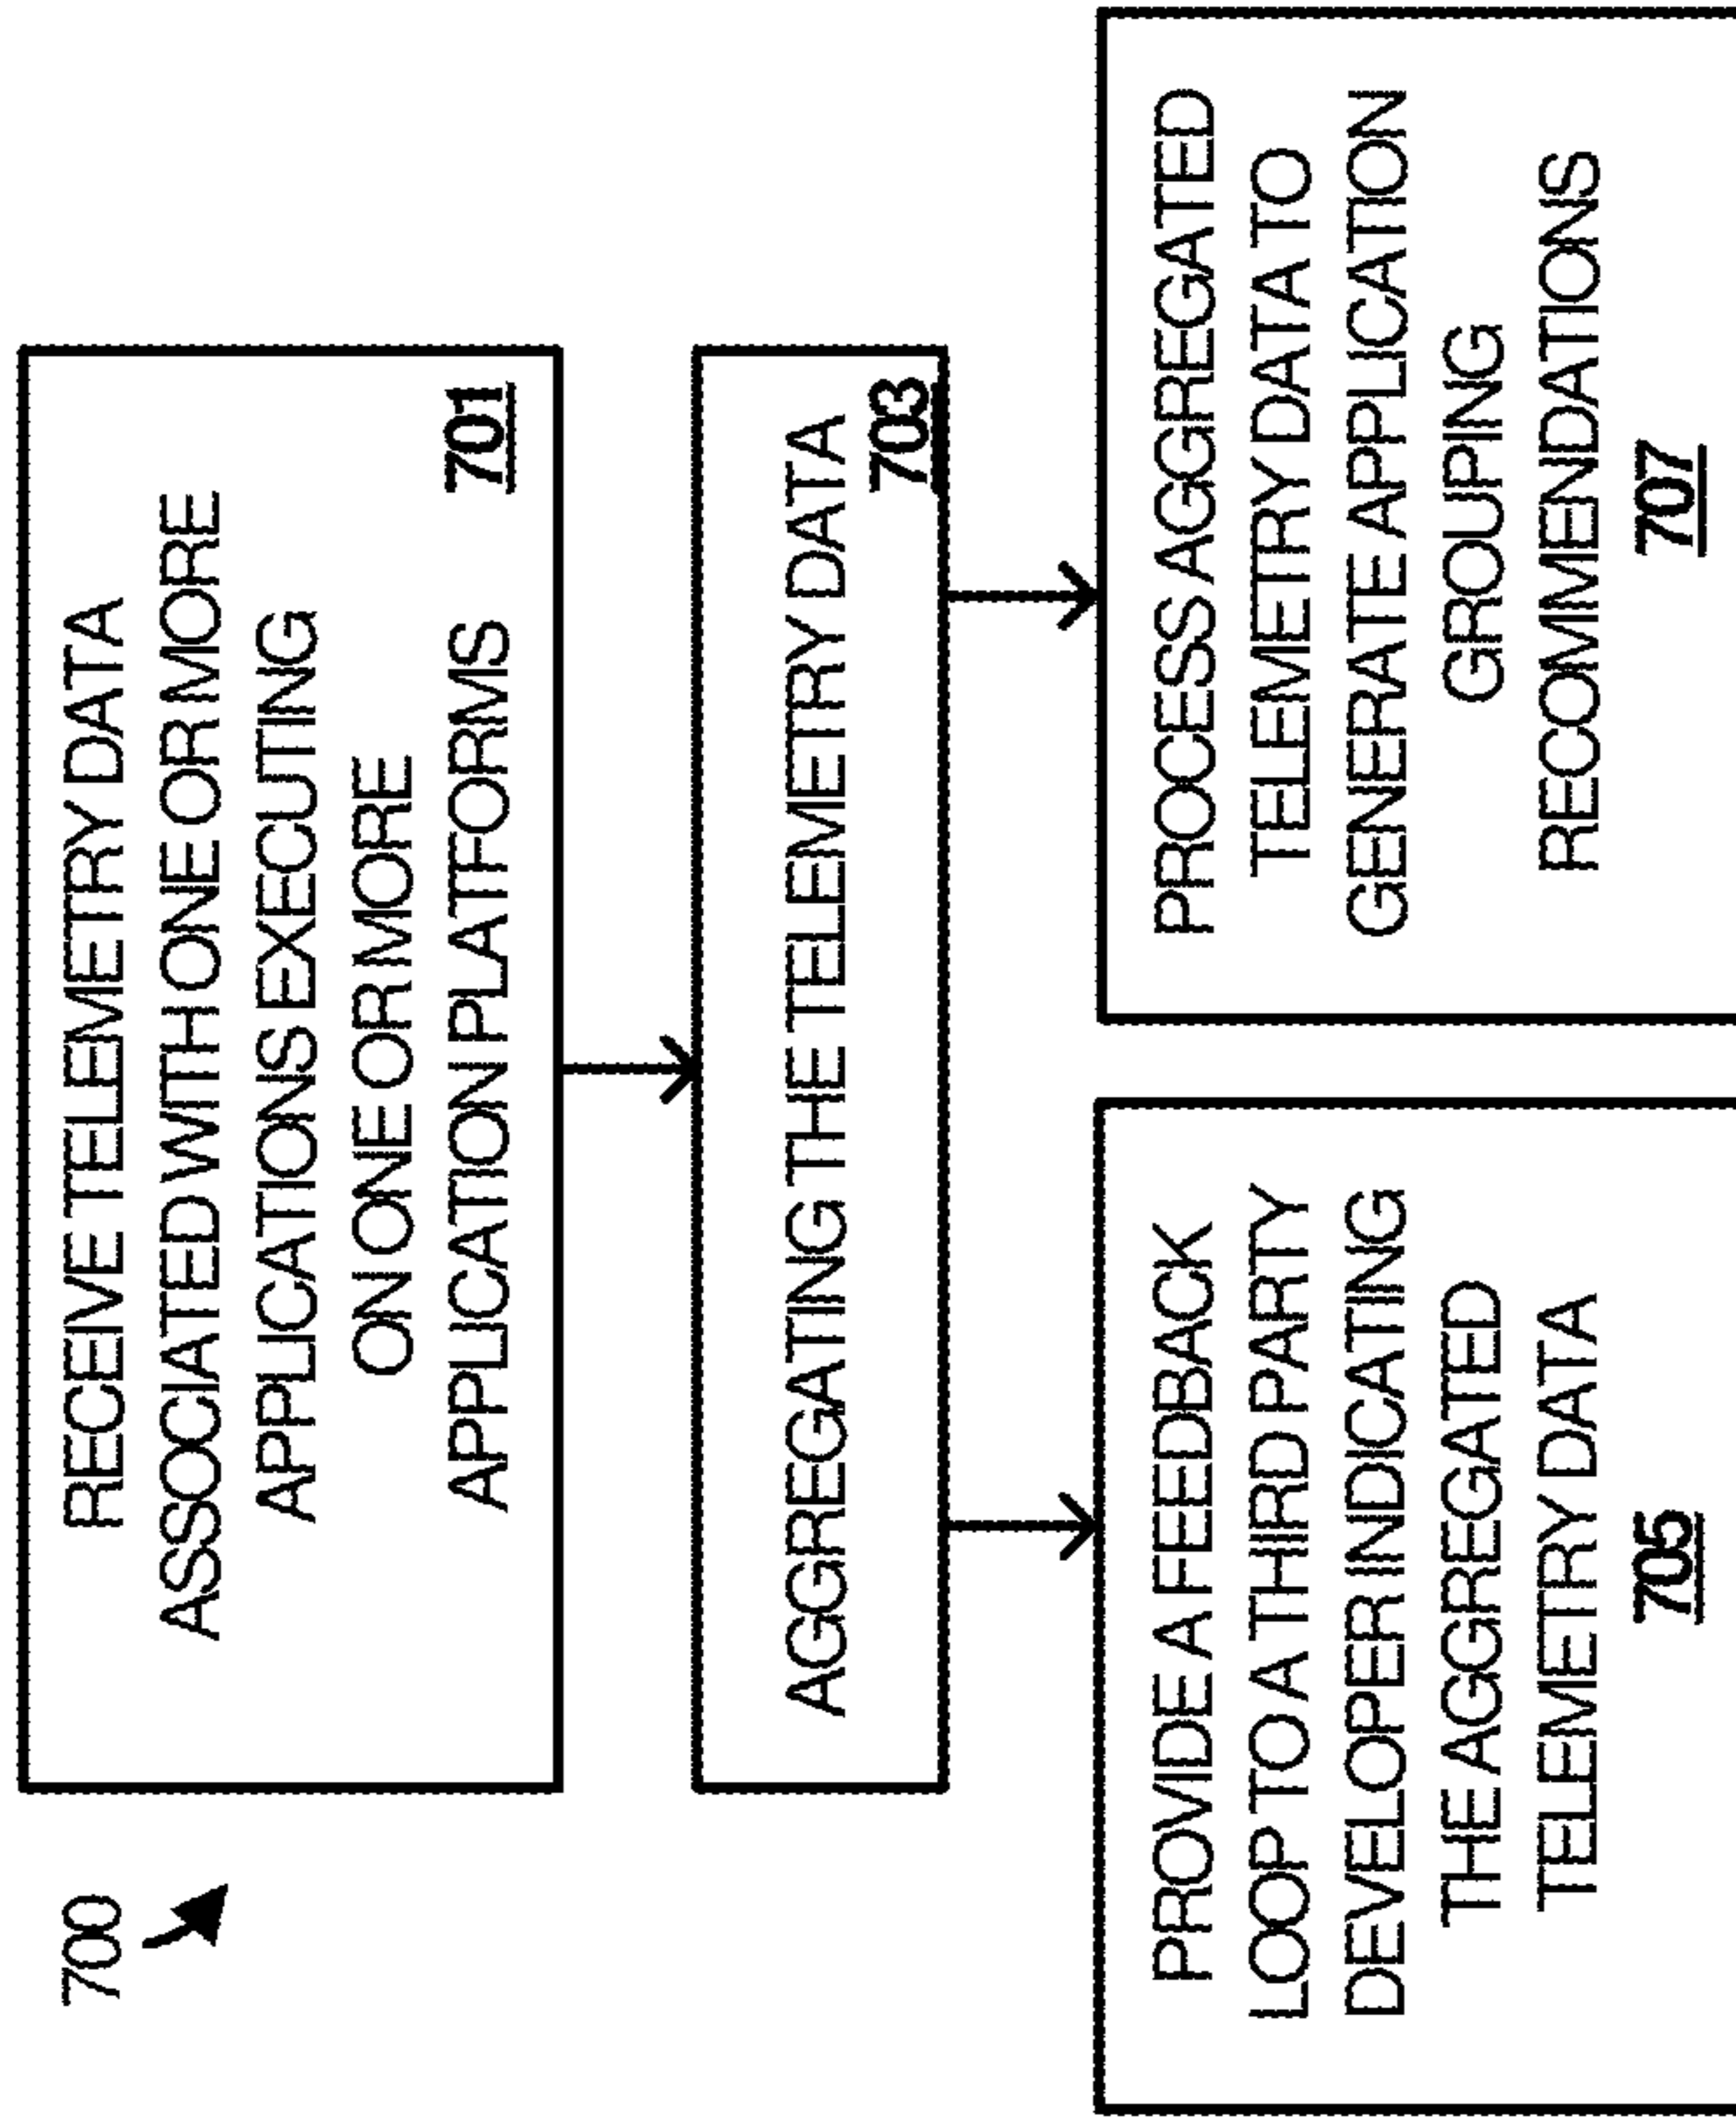 700
RECEIVE TELEMETRY DATA
ASSOCIATED WITH ONE OR MORE
APPLICATIONS EXECUTING
ON ONE OR MORE
APPLICATION PLATFORMS
701
AGGREGATING THE TELEMETRY DATA
703
PROVIDE A FEEDBACK
LOOP TO A THIRD PARTY
DEVELOPER INDICATING
THE AGGREGATED
TELEMETRY DATA
705
PROCESS AGGREGATED
TELEMETRY DATA TO
GENERATE APPLICATION
GROUPING
RECOMMENDATIONS
707